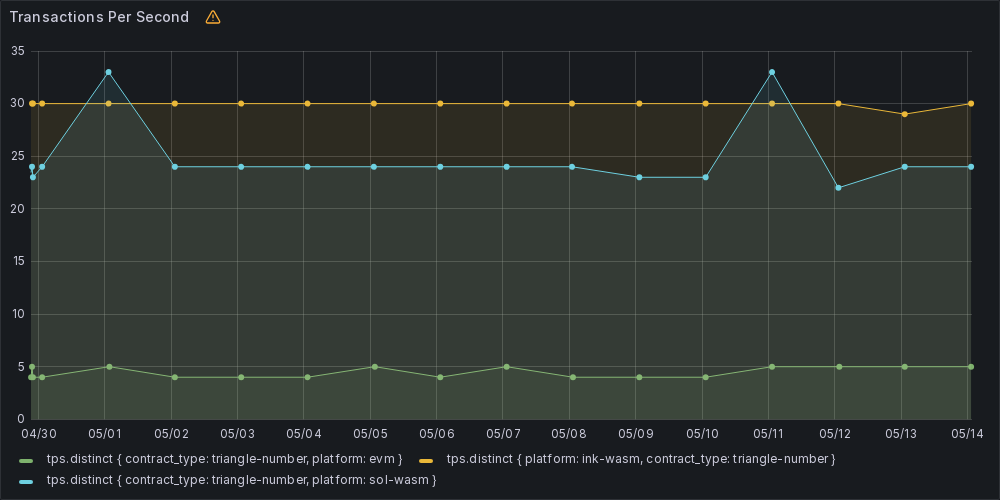 Transactions Per Second
35
30
25
20
15
10
5
0
04/30 05/01 05/02 05/03 05/04 05/05 05/06 05/07 05/08 05/09 05/10 05/11 05/12 05/13 05/14
tps.distinct { contract_type: triangle-number, platform: evm } tps.distinct { platform: ink-wasm, contract_type: triangle-number }
tps.distinct { contract_type: triangle-number, platform: sol-wasm }